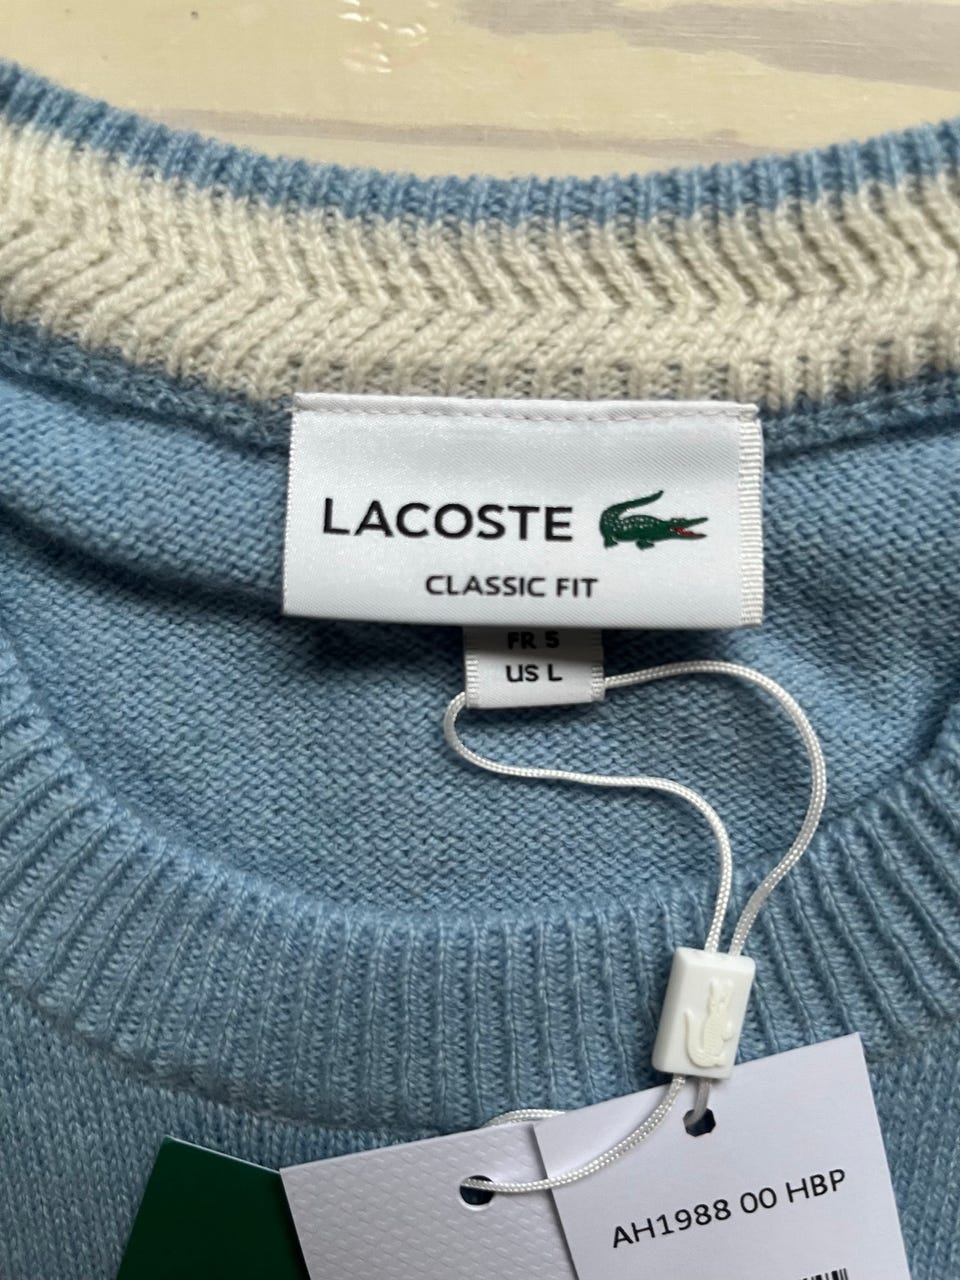 LACOSTE
CLASSIC FIT
FR 5
US L
AH1988 00 HBP